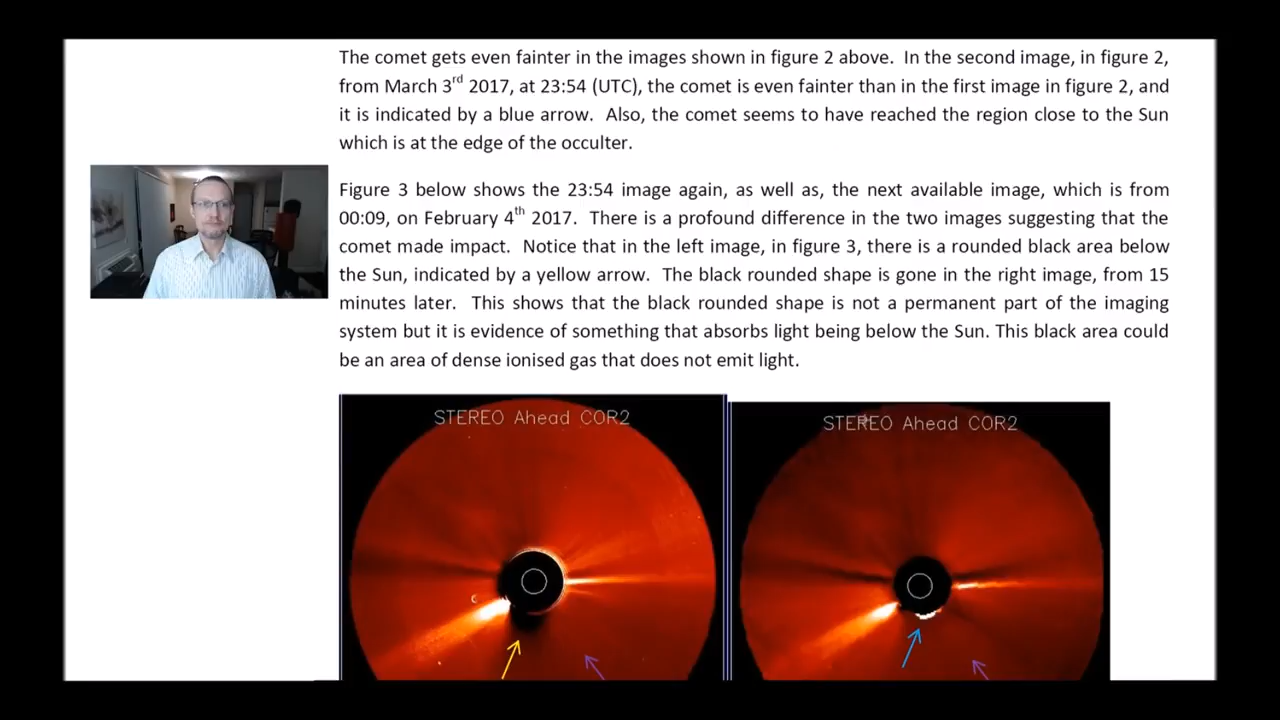 The comet gets even fainter in the images shown in figure 2 above. In the second image, in figure 2,
from March 3rd 2017, at 23:54 (UTC), the comet is even fainter than in the first image in figure 2, and
it is indicated by a blue arrow. Also, the comet seems to have reached the region close to the Sun
which is at the edge of the occulter.
Figure 3 below shows the 23:54 image again, as well as, the next available image, which is from
00:09, on February 4th 2017. There is a profound difference in the two images suggesting that the
comet made impact. Notice that in the left image, in figure 3, there is a rounded black area below
the Sun, indicated by a yellow arrow. The black rounded shape is gone in the right image, from 15
minutes later. This shows that the black rounded shape is not a permanent part of the imaging
system but it is evidence of something that absorbs light being below the Sun. This black area could
be an area of dense ionised gas that does not emit light.
STEREO Ahead COR2
STEREO Ahead COR2